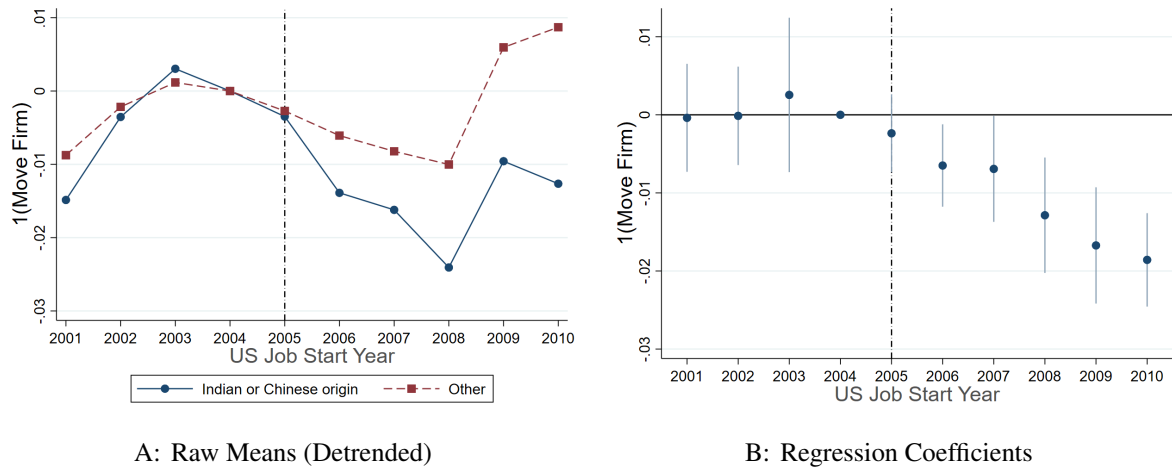 .01
0
-.01
-.02
-.03
1(Move Firm)
2001 2002 2003 2004 2005 2006 2007 2008 2009 2010
US Job Start Year
Indian or Chinese origin Other
A: Raw Means (Detrended)
.01
0
-.01
-.02
-.03
1(Move Firm)
2001 2002 2003 2004 2005 2006 2007 2008 2009 2010
US Job Start Year
B: Regression Coefficients